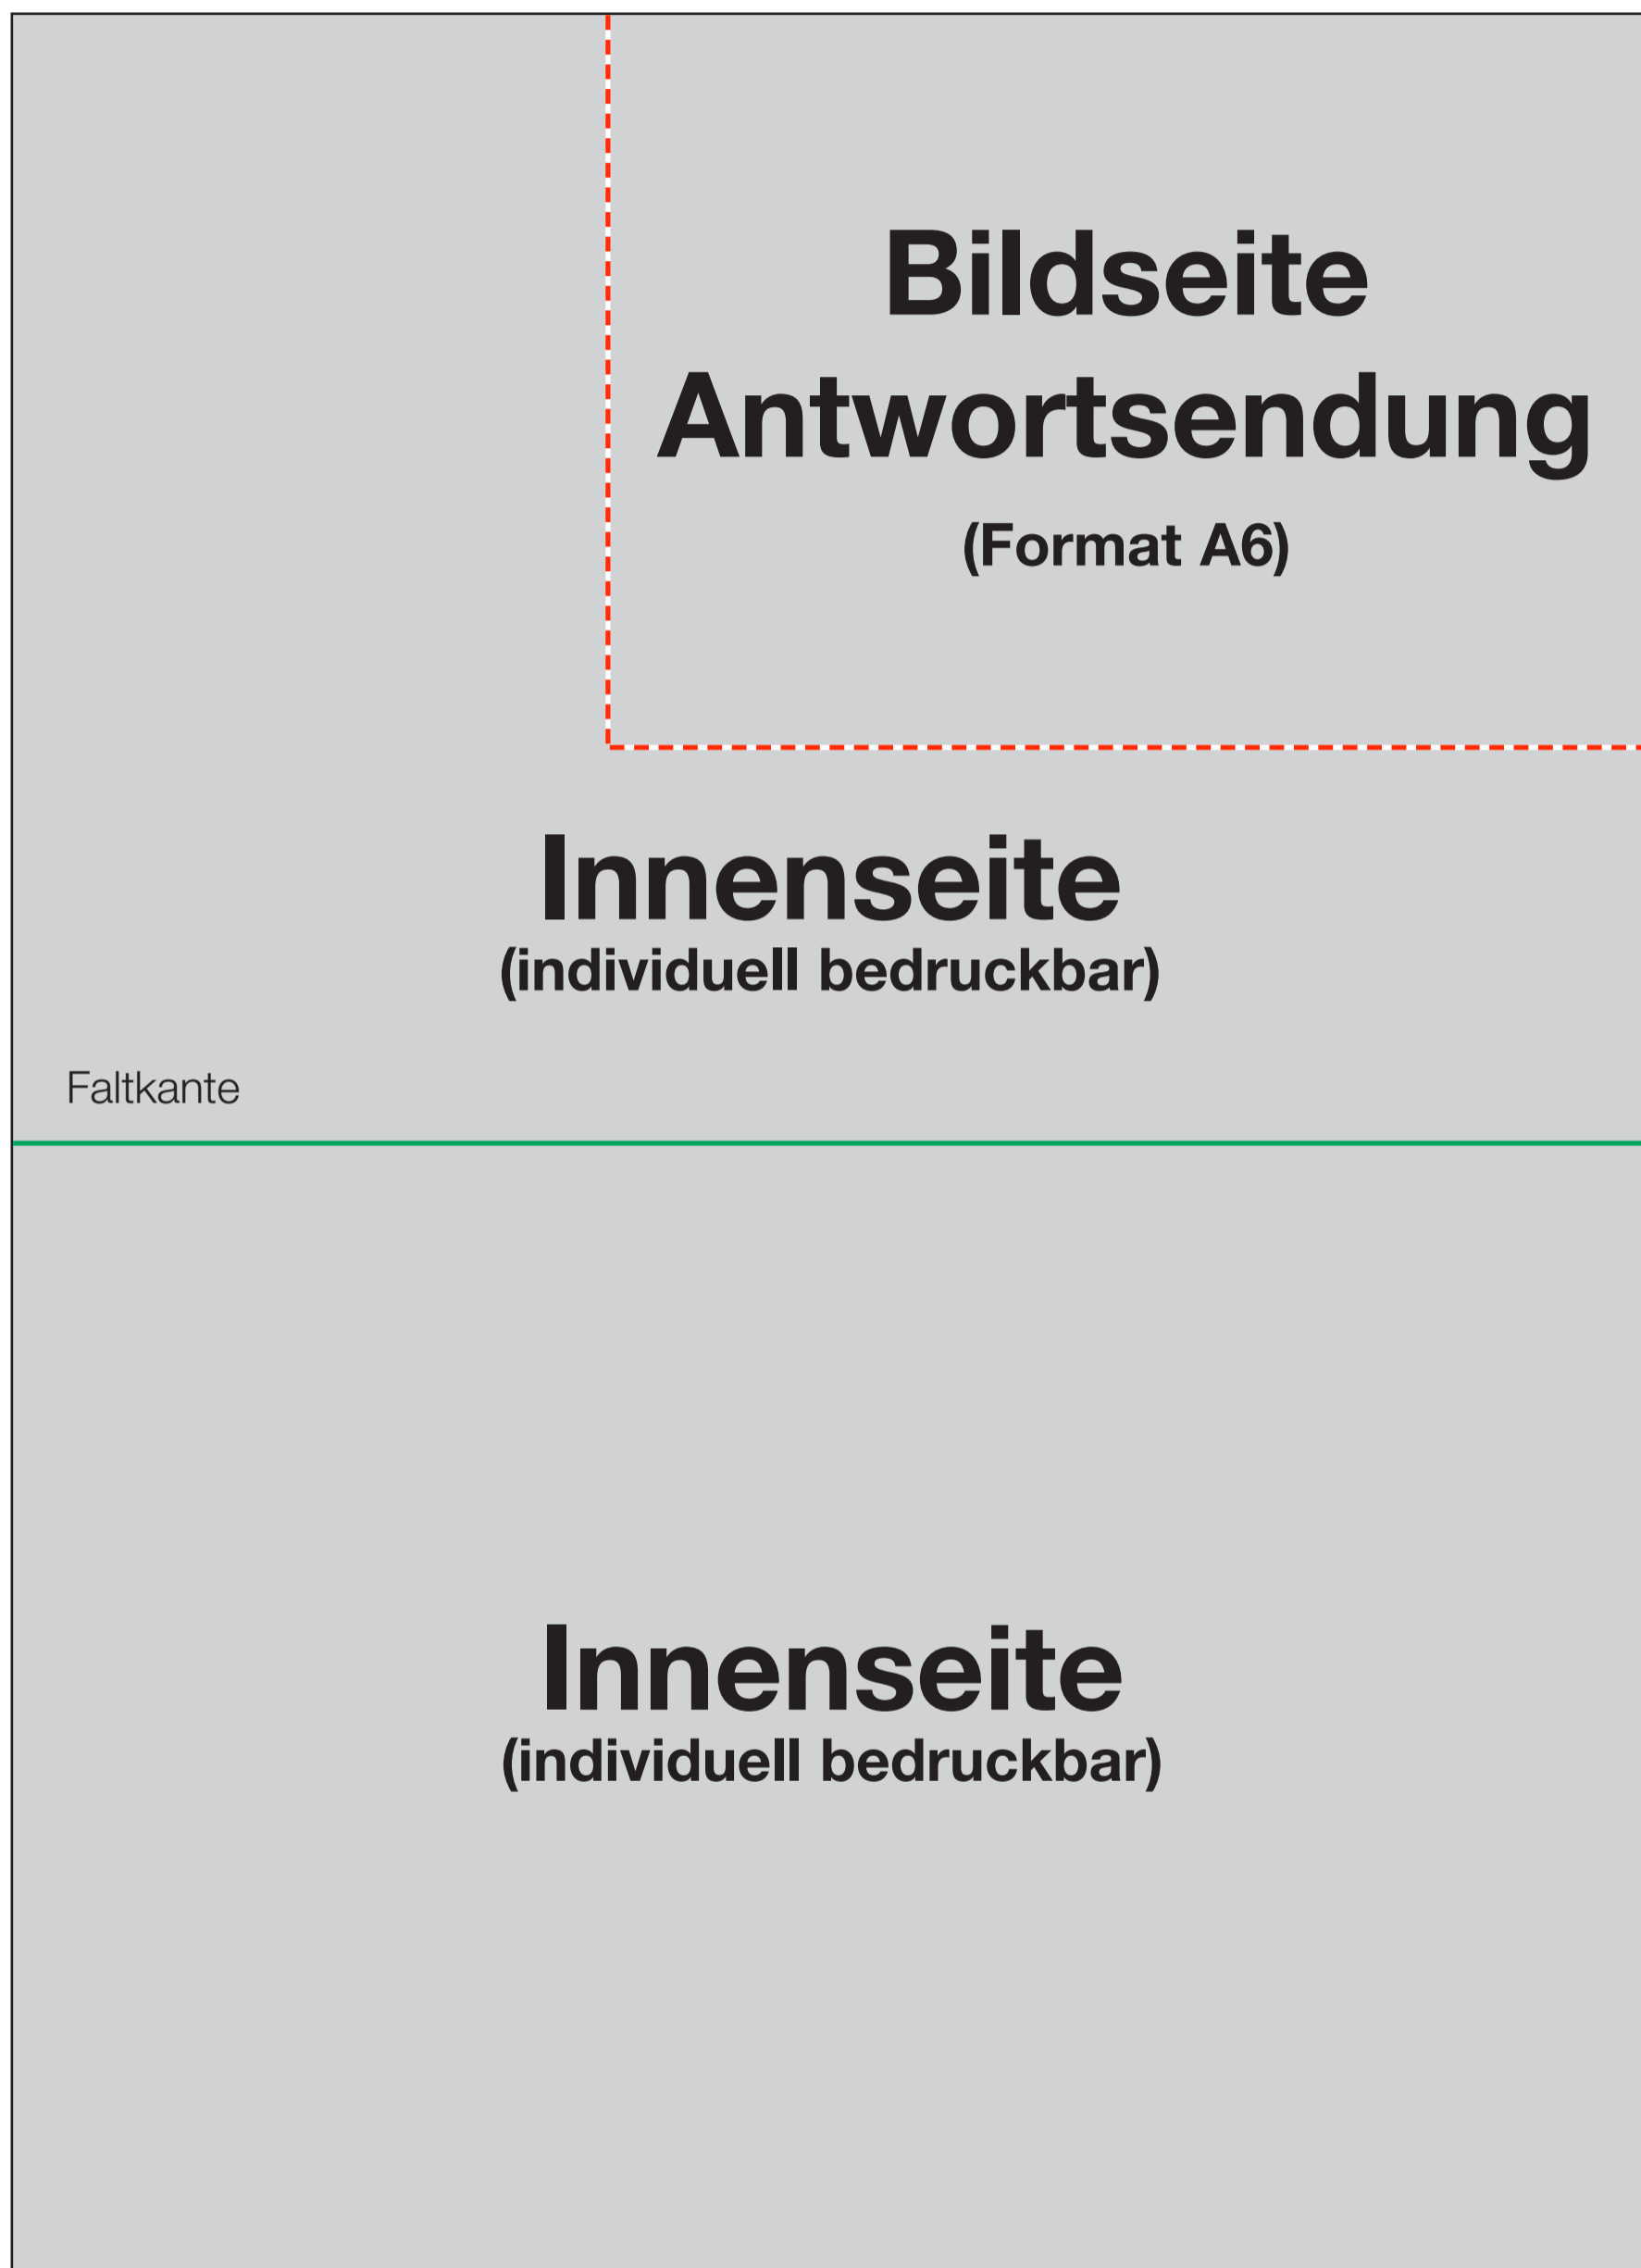 Bildseite
Antwortsendung
(Format A6)
Innenseite
(individuell bedruckbar)
Faltkante
Innenseite
(individuell bedruckbar)